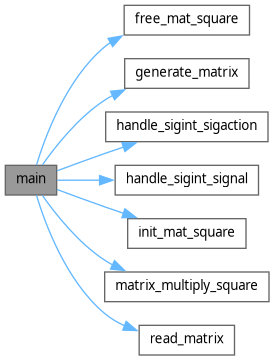 free_mat_square
generate_matrix
handle_sigint_sigaction
main
handle_sigint_signal
init_mat_square
matrix_multiply_square
read_matrix